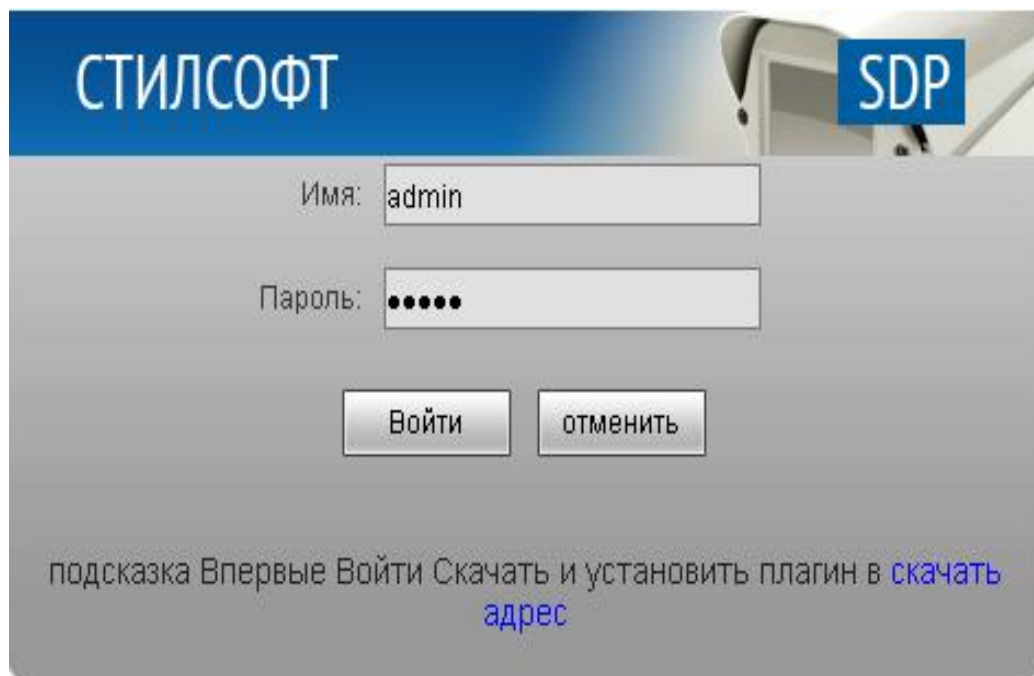 СТИЛСОФТ
SDP
Имя: admin
Пароль: •••••
Войти отменить
подсказка Впервые Войти Скачать и установить плагин в скачать
адрес